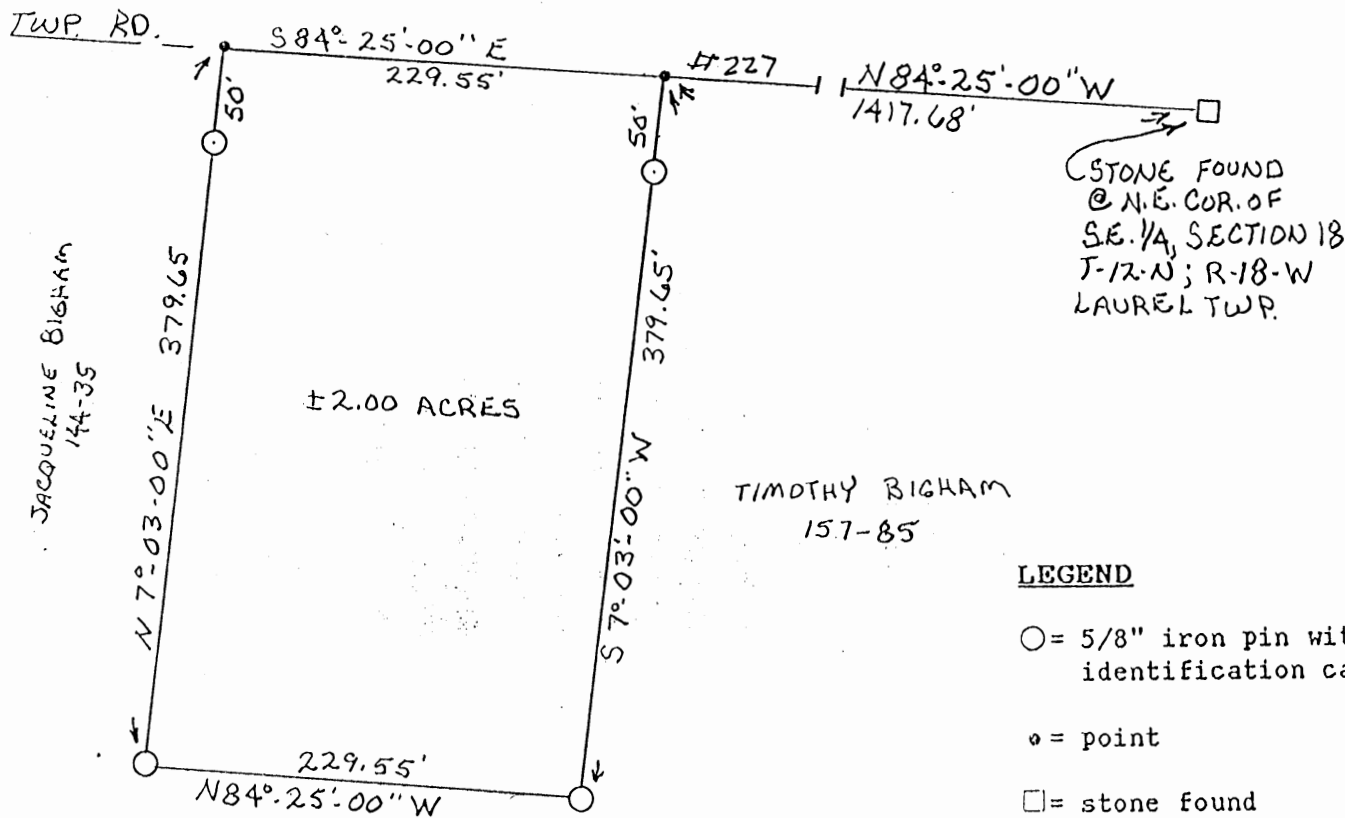 TWP. RD.
S84°-25'-00" E
229.55'
#227
N84°-25'-00" W
1417.68'
50'
50'
STONE FOUND
@ N.E. COR. OF
S.E. 1/4, SECTION 18
T-12-N; R-18-W
LAUREL TWP.
JACQUELINE BIGHAM
144-35
N 7°-03-00" E 379.65
±2.00 ACRES
S 7°-03'-00" W 379.65'
TIMOTHY BIGHAM
157-85
229.55'
N84°-25'-00" W
LEGEND
○= 5/8" iron pin wit
identification ca
• = point
□= stone found